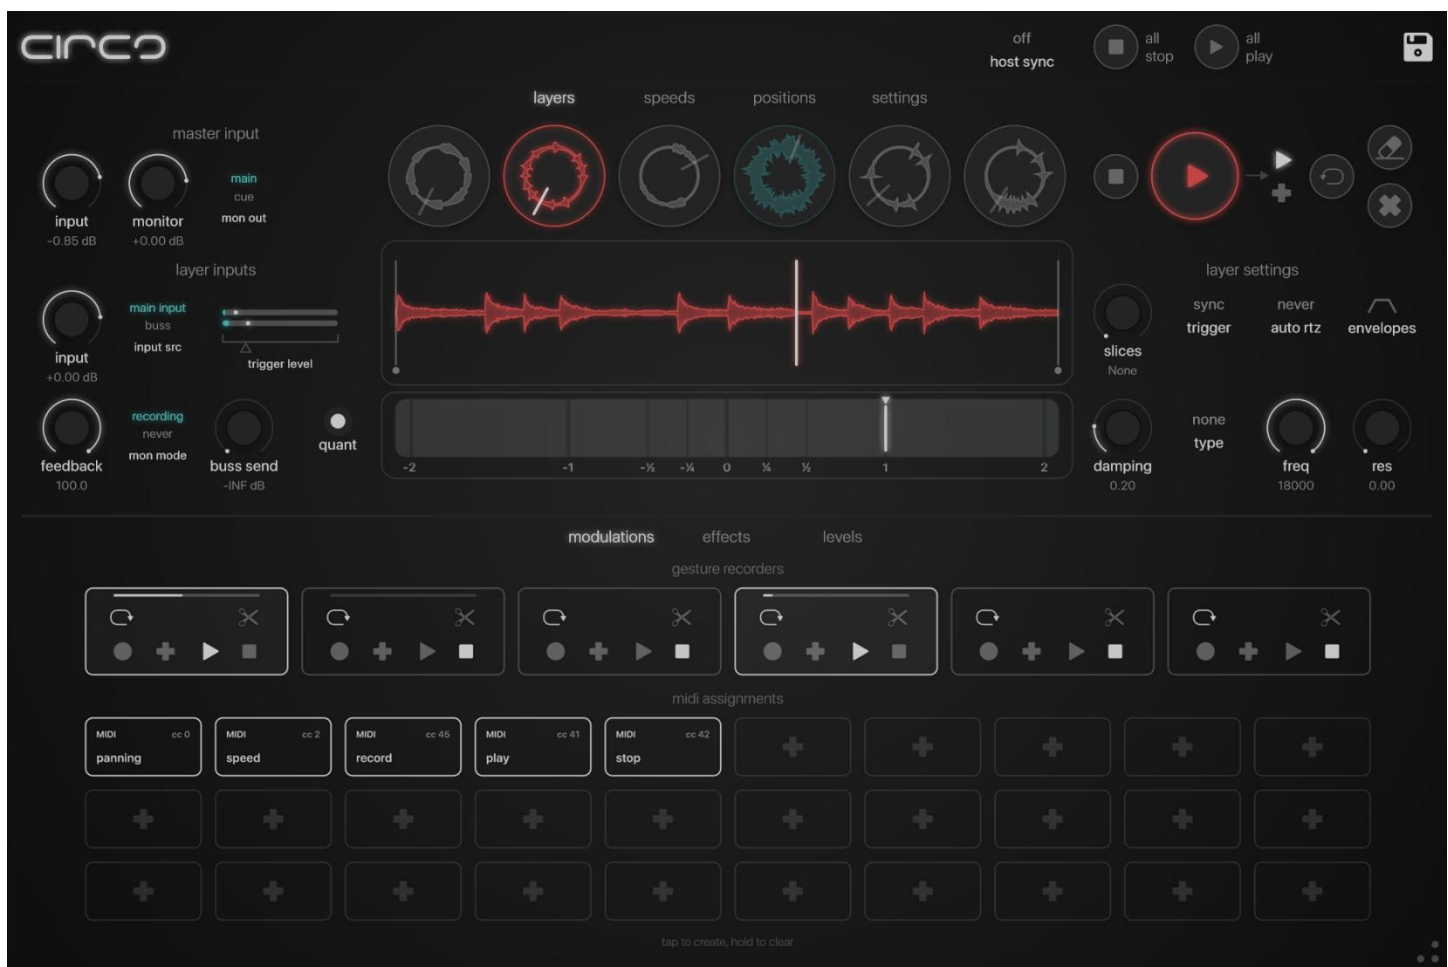 circo
off
host sync
all
stop
all
play
layers speeds positions settings
master input
main
cue
mon out
input
-0.85 dB
monitor
+0.00 dB
layer inputs
main input
buss
input src
input
+0.00 dB
trigger level
recording
never
mon mode
feedback
100.0
buss send
-INF dB
quant
-2 -1 -½ -¼ 0 ¼ ½ 1 2
layer settings
slices
None
sync
trigger
never
auto rtz
envelopes
damping
0.20
none
type
freq
18000
res
0.00
modulations effects levels
gesture recorders
midi assignments
MIDI cc 0
panning
MIDI cc 2
speed
MIDI cc 45
record
MIDI cc 41
play
MIDI cc 42
stop
tap to create, hold to clear